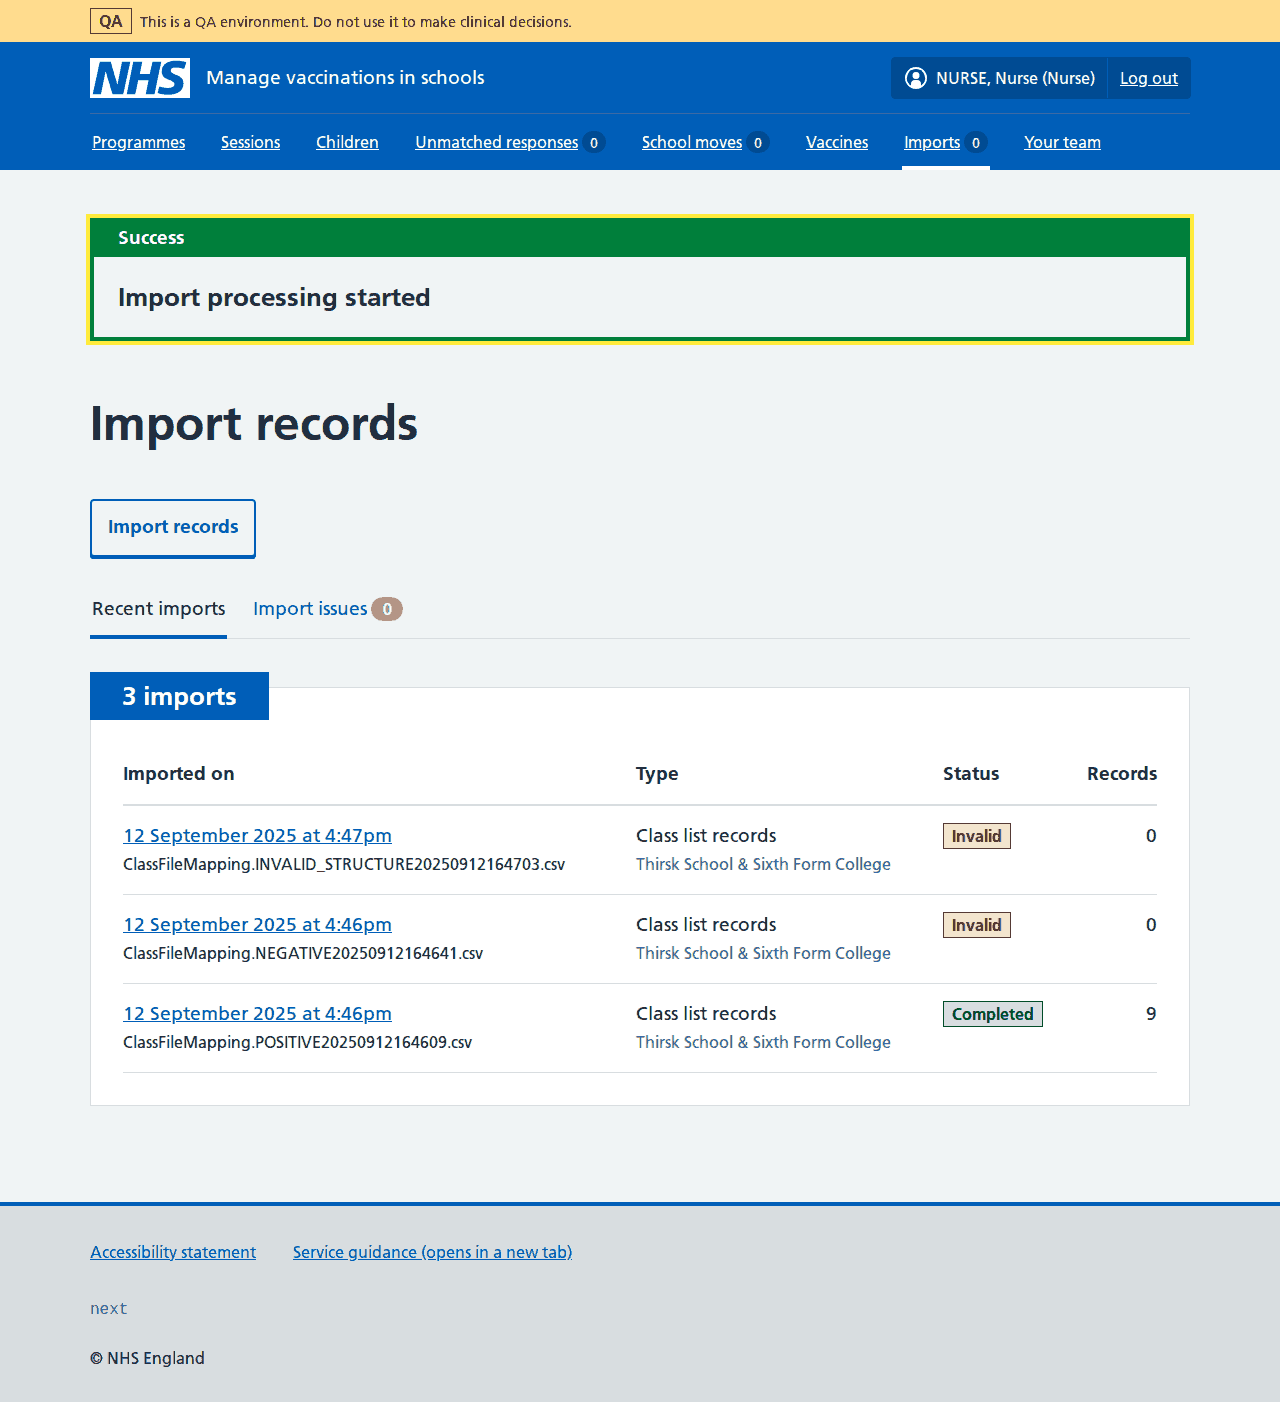 QA This is a QA environment. Do not use it to make clinical decisions.
NHS Manage vaccinations in schools NURSE, Nurse (Nurse) Log out
Programmes Sessions Children Unmatched responses 0 School moves 0 Vaccines Imports 0 Your team
Success
Import processing started
Import records
Import records
Recent imports Import issues 0
3 imports
Imported on Type Status Records
12 September 2025 at 4:47pm Class list records Invalid 0
ClassFileMapping.INVALID_STRUCTURE20250912164703.csv Thirsk School & Sixth Form College
12 September 2025 at 4:46pm Class list records Invalid 0
ClassFileMapping.NEGATIVE20250912164641.csv Thirsk School & Sixth Form College
12 September 2025 at 4:46pm Class list records Completed 9
ClassFileMapping.POSITIVE20250912164609.csv Thirsk School & Sixth Form College
Accessibility statement Service guidance (opens in a new tab)
next
© NHS England